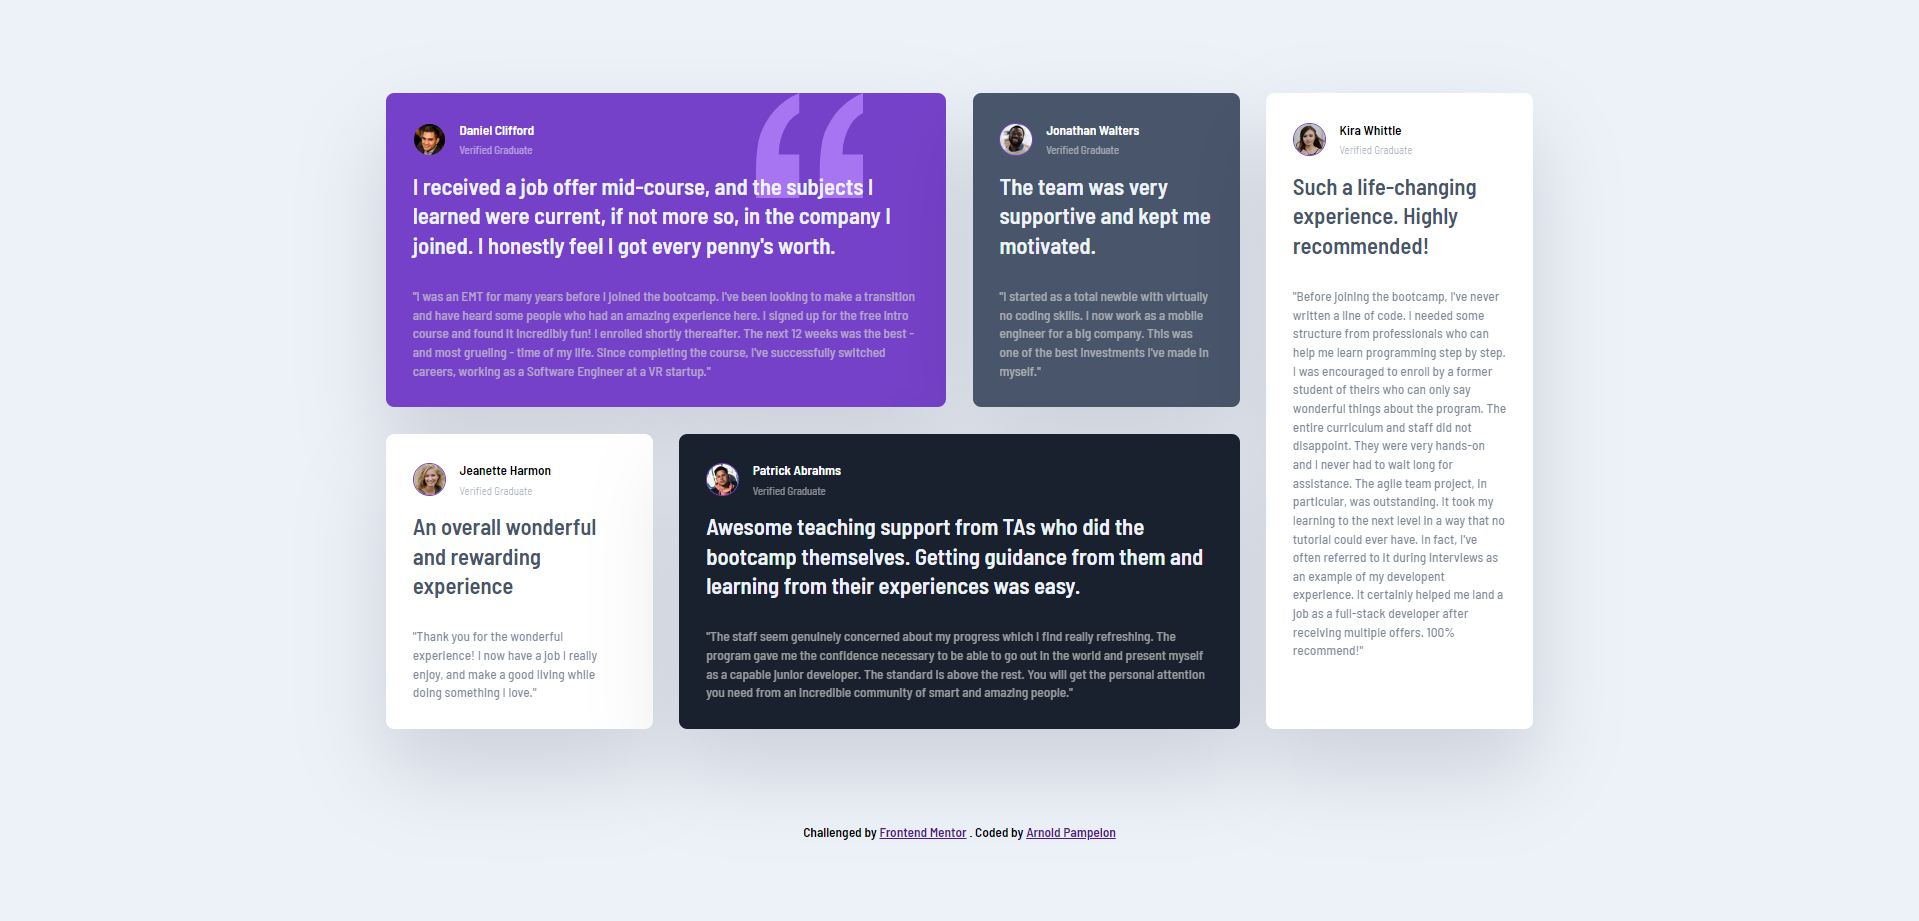 Daniel Clifford
Verified Graduate
I received a job offer mid-course, and the subjects I
learned were current, if not more so, in the company I
joined. I honestly feel I got every penny's worth.
"I was an EMT for many years before I joined the bootcamp. I've been looking to make a transition
and have heard some people who had an amazing experience here. I signed up for the free intro
course and found it incredibly fun! I enrolled shortly thereafter. The next 12 weeks was the best -
and most grueling - time of my life. Since completing the course, I've successfully switched
careers, working as a Software Engineer at a VR startup."
Jonathan Walters
Verified Graduate
The team was very
supportive and kept me
motivated.
"I started as a total newbie with virtually
no coding skills. I now work as a mobile
engineer for a big company. This was
one of the best investments I've made in
myself."
Kira Whittle
Verified Graduate
Such a life-changing
experience. Highly
recommended!
"Before joining the bootcamp, I've never
written a line of code. I needed some
structure from professionals who can
help me learn programming step by step.
I was encouraged to enroll by a former
student of theirs who can only say
wonderful things about the program. The
entire curriculum and staff did not
disappoint. They were very hands-on
and I never had to wait long for
assistance. The agile team project, in
particular, was outstanding. It took my
learning to the next level in a way that no
tutorial could ever have. In fact, I've
often referred to it during interviews as
an example of my developent
experience. It certainly helped me land a
job as a full-stack developer after
receiving multiple offers. 100%
recommend!"
Jeanette Harmon
Verified Graduate
An overall wonderful
and rewarding
experience
"Thank you for the wonderful
experience! I now have a job I really
enjoy, and make a good living while
doing something I love."
Patrick Abrahms
Verified Graduate
Awesome teaching support from TAs who did the
bootcamp themselves. Getting guidance from them and
learning from their experiences was easy.
"The staff seem genuinely concerned about my progress which I find really refreshing. The
program gave me the confidence necessary to be able to go out in the world and present myself
as a capable junior developer. The standard is above the rest. You will get the personal attention
you need from an incredible community of smart and amazing people."
Challenged by Frontend Mentor . Coded by Arnold Pampelon